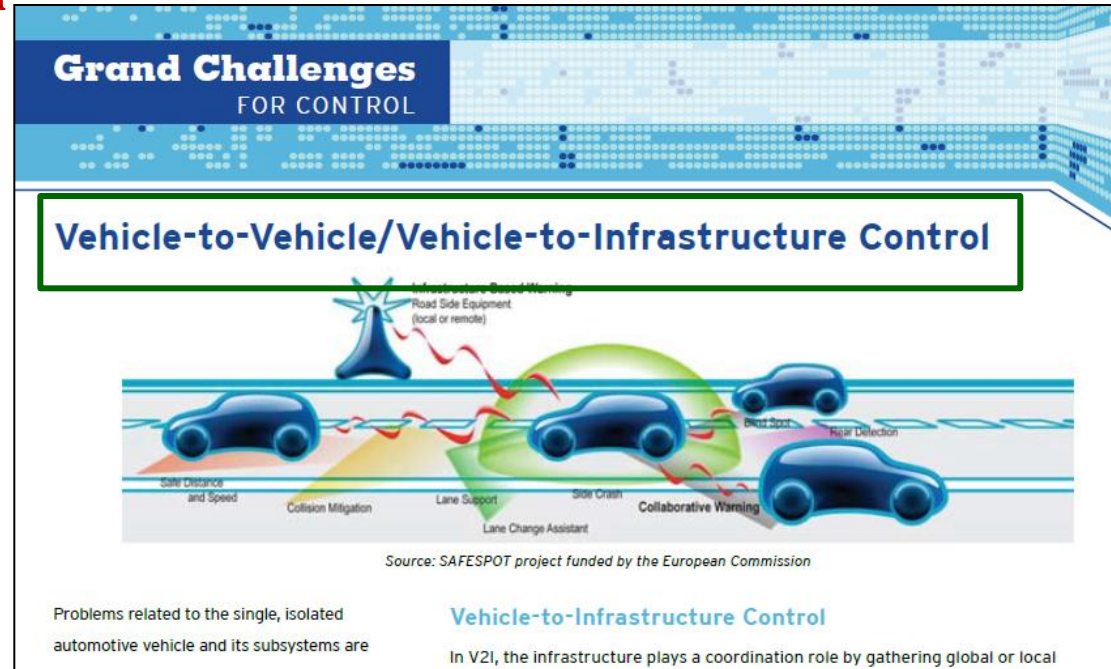 Grand Challenges
FOR CONTROL
Vehicle-to-Vehicle/Vehicle-to-Infrastructure Control
Infrastructure Based Warning
Road Side Equipment
(local or remote)
Blind Spot
Rear Detection
Safe Distance
and Speed
Collision Mitigation
Lane Support
Side Crash
Collaborative Warning
Lane Change Assistant
Source: SAFESPOT project funded by the European Commission
Problems related to the single, isolated
automotive vehicle and its subsystems are
Vehicle-to-Infrastructure Control
In V2I, the infrastructure plays a coordination role by gathering global or local